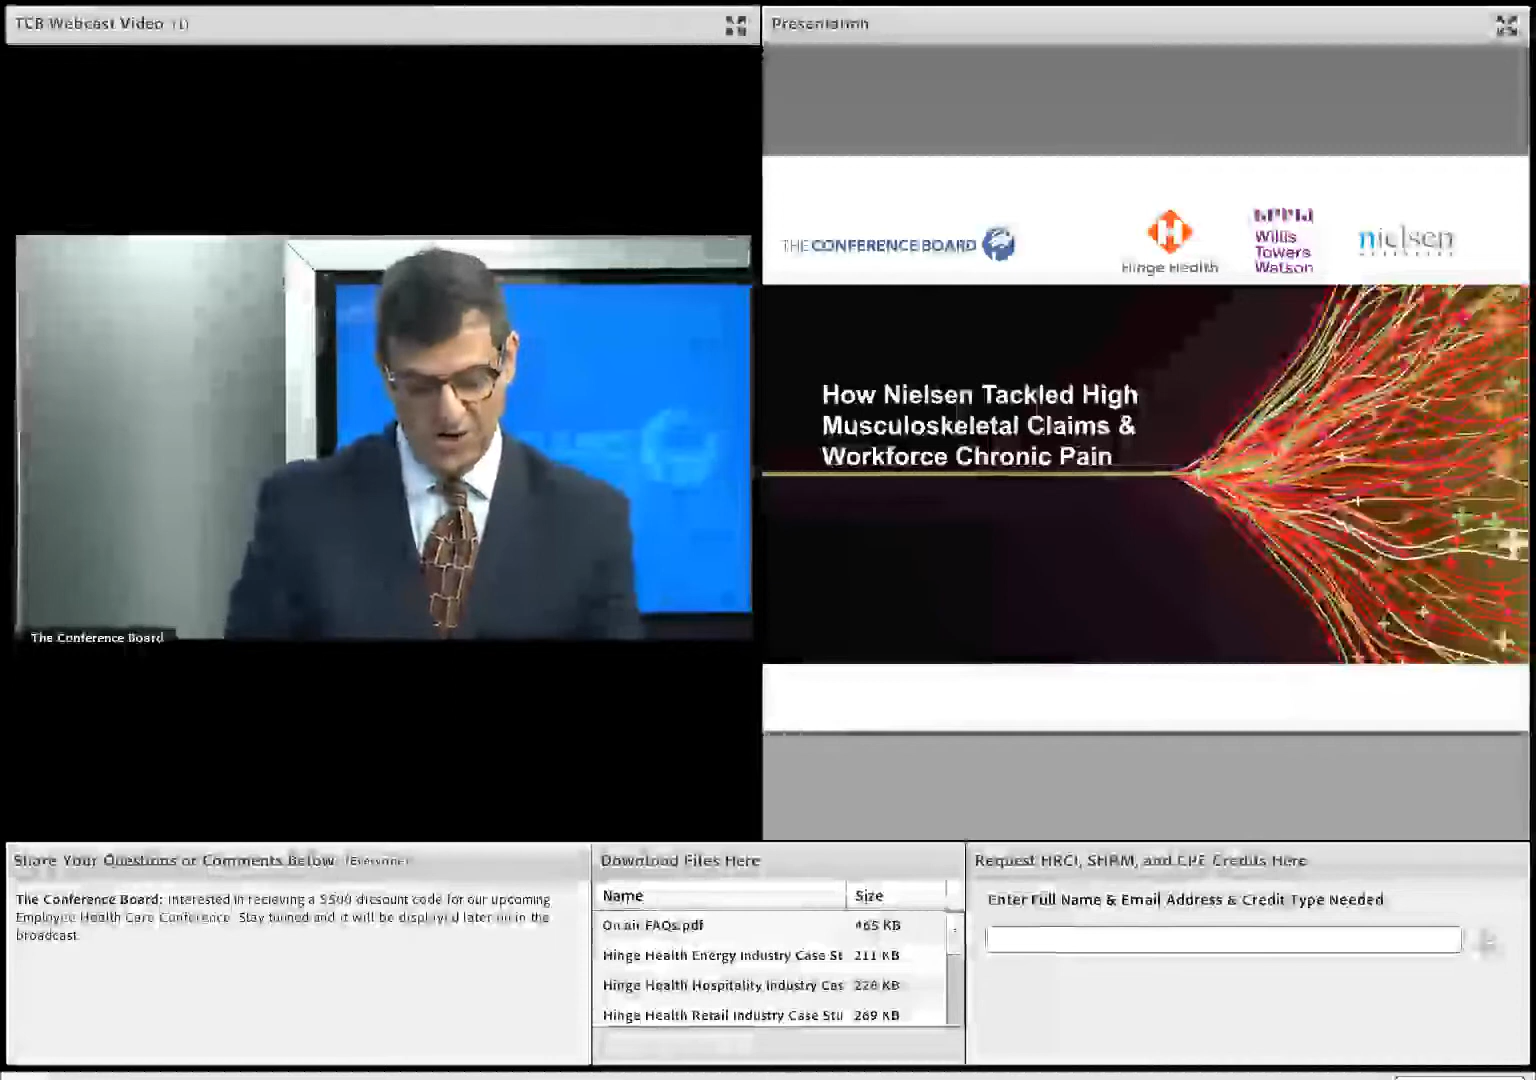 TCB Webcast Video (1)
Presentation
THE CONFERENCE BOARD
Hinge Health
Willis
Towers
Watson
nielsen
How Nielsen Tackled High
Musculoskeletal Claims &
Workforce Chronic Pain
The Conference Board
Share Your Questions or Comments Below (Everyone)
The Conference Board: Interested in recieving a $500 discount code for our upcoming
Employee Health Care Conference. Stay tunned and it will be displayed later on in the
broadcast.
Download Files Here
Name Size
On air FAQs.pdf 465 KB
Hinge Health Energy Industry Case St 211 KB
Hinge Health Hospitality Industry Cas 228 KB
Hinge Health Retail Industry Case Stu 269 KB
Request HRCI, SHRM, and CPE Credits Here
Enter Full Name & Email Address & Credit Type Needed